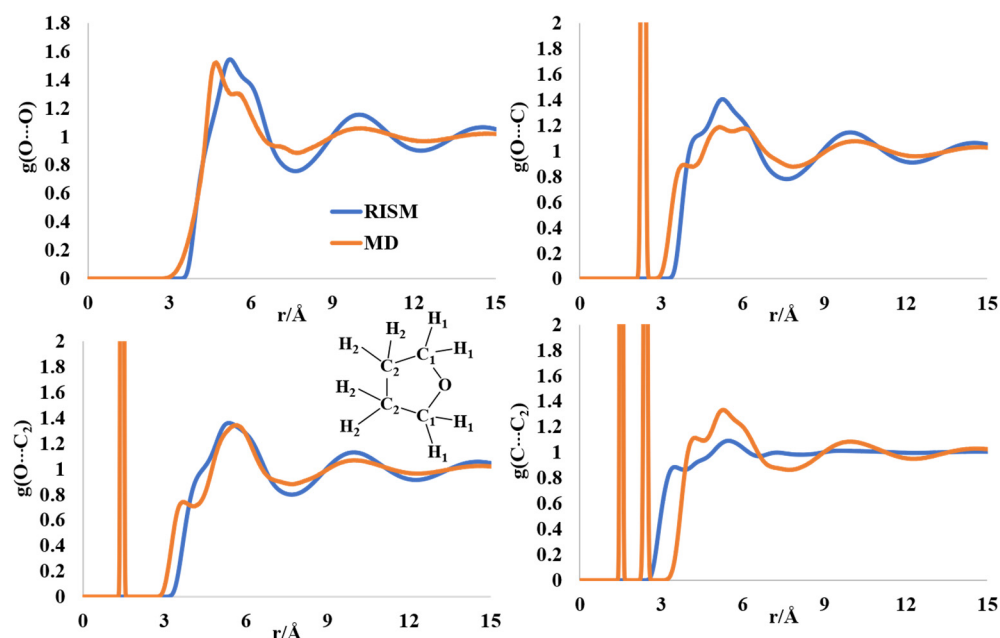 g(O···O)
1.8
1.6
1.4
1.2
1
0.8
0.6
0.4
0.2
0
RISM
MD
0 3 6 9 12 15
r/Å
g(O···C)
2
1.8
1.6
1.4
1.2
1
0.8
0.6
0.4
0.2
0
0 3 6 9 12 15
r/Å
g(O···C₂)
2
1.8
1.6
1.4
1.2
1
0.8
0.6
0.4
0.2
0
H₁
H₂
H₂ C₁ H₁
C₂
H₂ O
C₂
C₁ H₁
H₂
H₁
0 3 6 9 12 15
r/Å
g(C···C₂)
2
1.8
1.6
1.4
1.2
1
0.8
0.6
0.4
0.2
0
0 3 6 9 12 15
r/Å